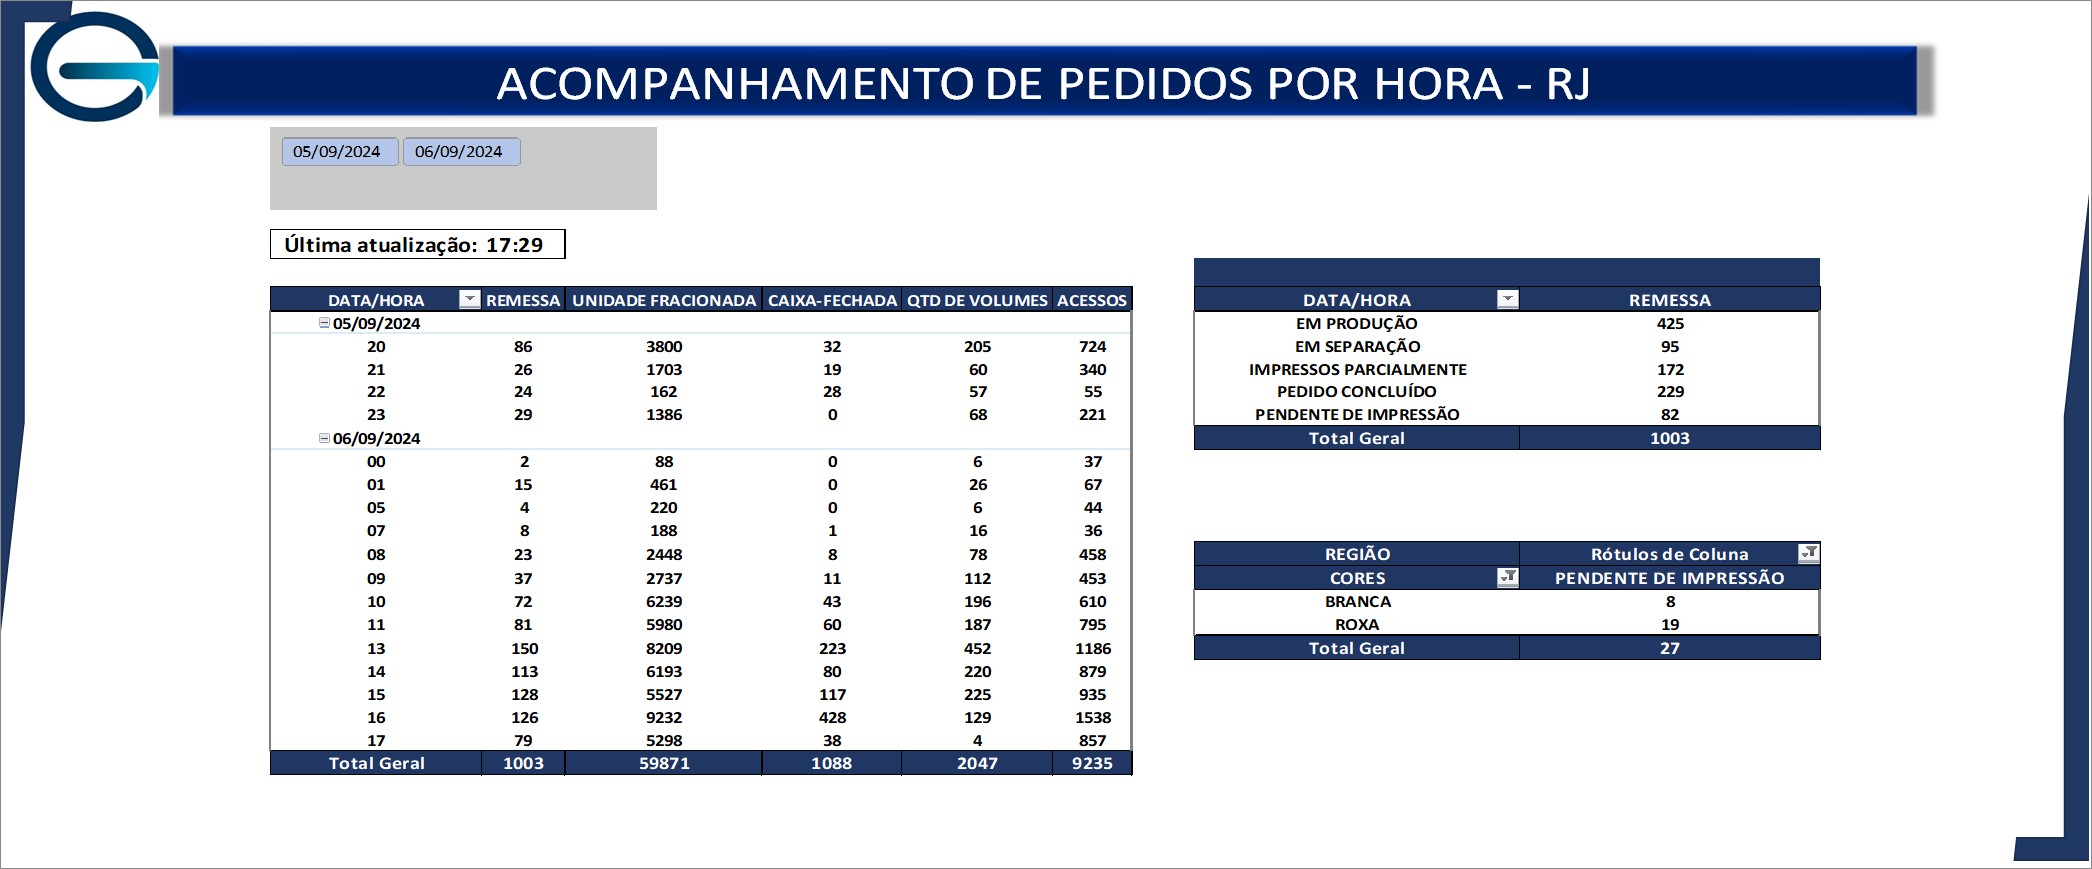 ACOMPANHAMENTO DE PEDIDOS POR HORA - RJ
05/09/2024 06/09/2024
Última atualização: 17:29
DATA/HORA REMESSA UNIDADE FRACIONADA CAIXA-FECHADA QTD DE VOLUMES ACESSOS
05/09/2024
20 86 3800 32 205 724
21 26 1703 19 60 340
22 24 162 28 57 55
23 29 1386 0 68 221
06/09/2024
00 2 88 0 6 37
01 15 461 0 26 67
05 4 220 0 6 44
07 8 188 1 16 36
08 23 2448 8 78 458
09 37 2737 11 112 453
10 72 6239 43 196 610
11 81 5980 60 187 795
13 150 8209 223 452 1186
14 113 6193 80 220 879
15 128 5527 117 225 935
16 126 9232 428 129 1538
17 79 5298 38 4 857
Total Geral 1003 59871 1088 2047 9235
DATA/HORA REMESSA
EM PRODUÇÃO 425
EM SEPARAÇÃO 95
IMPRESSOS PARCIALMENTE 172
PEDIDO CONCLUÍDO 229
PENDENTE DE IMPRESSÃO 82
Total Geral 1003
REGIÃO Rótulos de Coluna
CORES PENDENTE DE IMPRESSÃO
BRANCA 8
ROXA 19
Total Geral 27